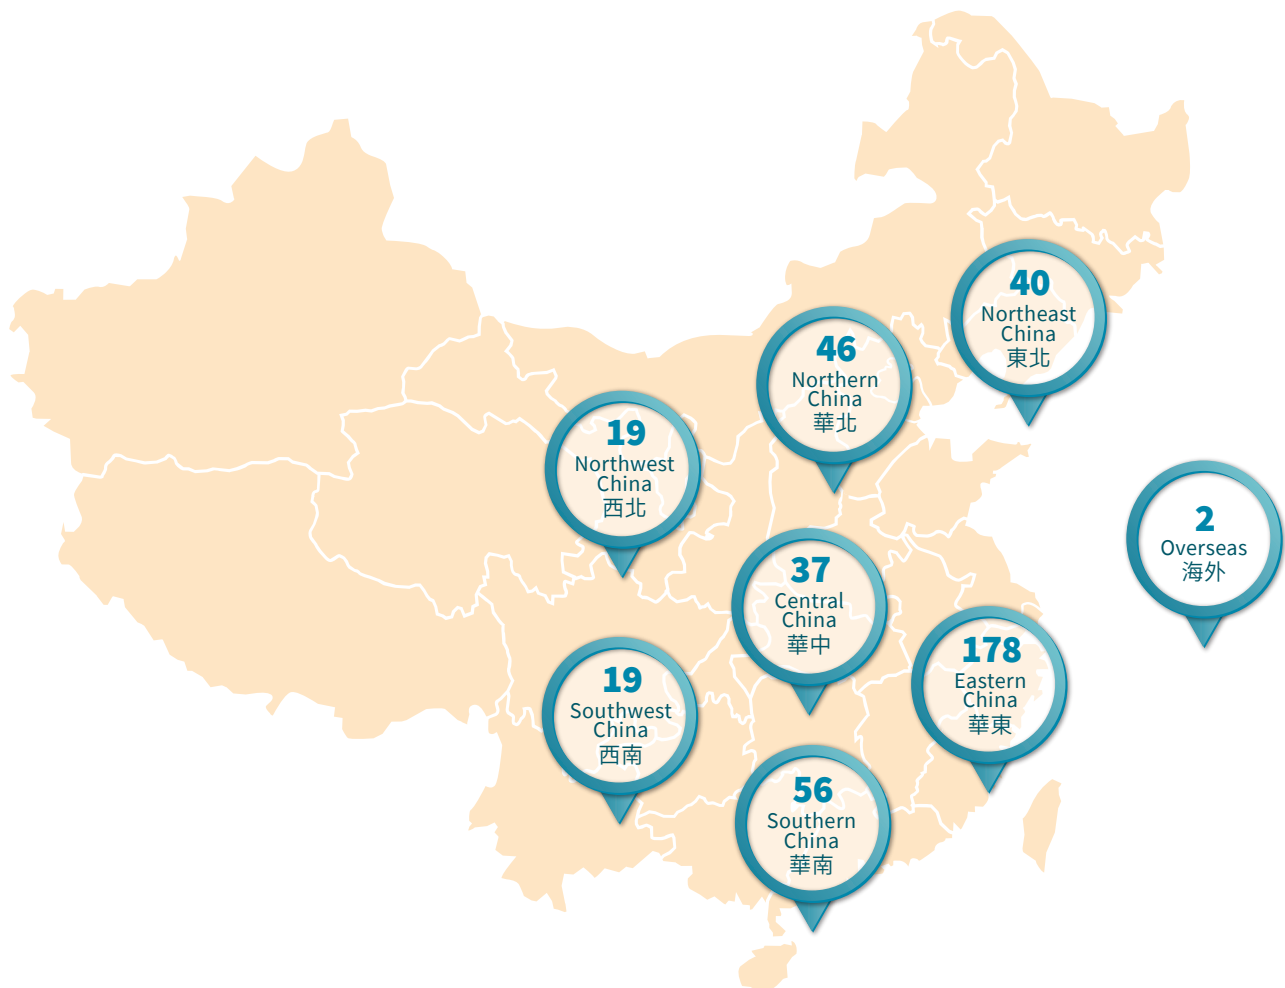 40
Northeast
China
東北
46
Northern
China
華北
19
Northwest
China
西北
2
Overseas
海外
37
Central
China
華中
178
Eastern
China
華東
19
Southwest
China
西南
56
Southern
China
華南